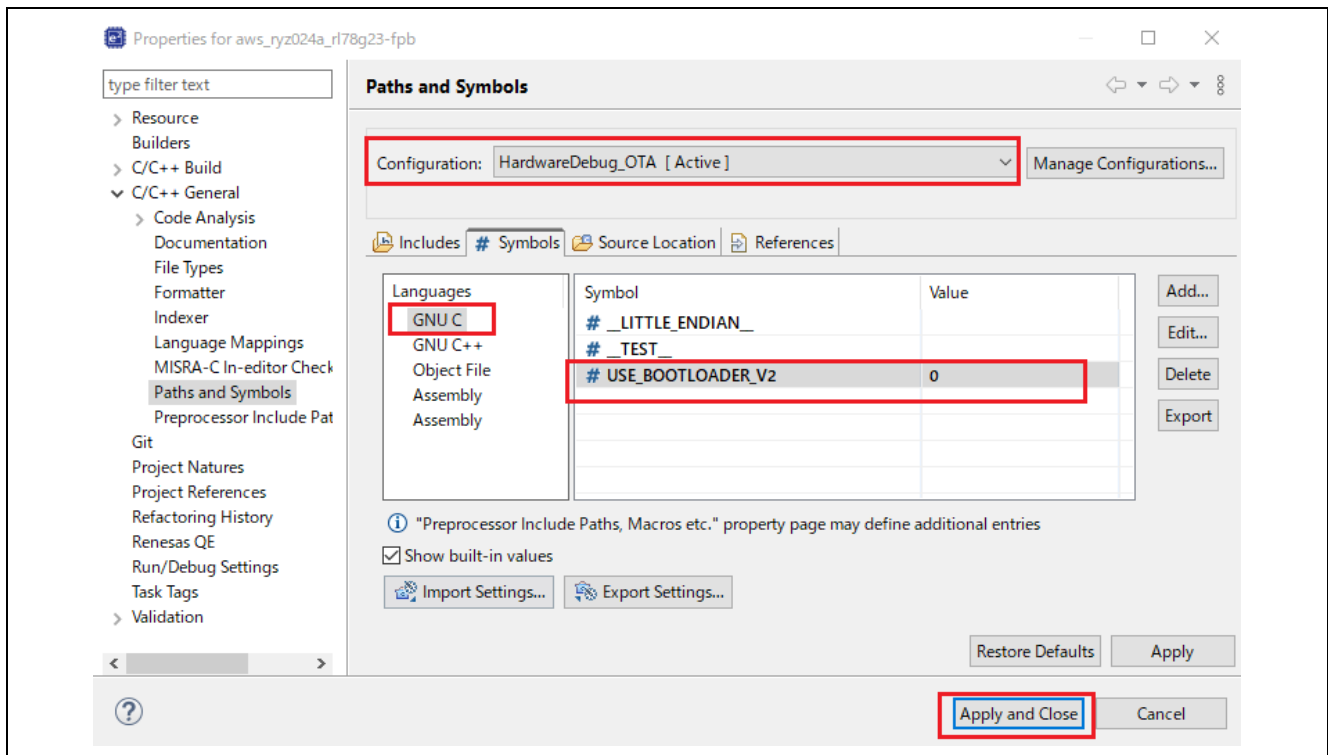 Properties for aws_ryz024a_rl78g23-fpb
type filter text
Resource
Builders
C/C++ Build
C/C++ General
Code Analysis
Documentation
File Types
Formatter
Indexer
Language Mappings
MISRA-C In-editor Check
Paths and Symbols
Preprocessor Include Pat
Git
Project Natures
Project References
Refactoring History
Renesas QE
Run/Debug Settings
Task Tags
Validation
Paths and Symbols
Configuration: HardwareDebug_OTA [ Active ] Manage Configurations...
Includes # Symbols Source Location References
Languages
GNU C
GNU C++
Object File
Assembly
Assembly
Symbol Value
# __LITTLE_ENDIAN__
# __TEST__
# USE_BOOTLOADER_V2 0
Add...
Edit...
Delete
Export
"Preprocessor Include Paths, Macros etc." property page may define additional entries
Show built-in values
Import Settings... Export Settings...
Restore Defaults Apply
? Apply and Close Cancel